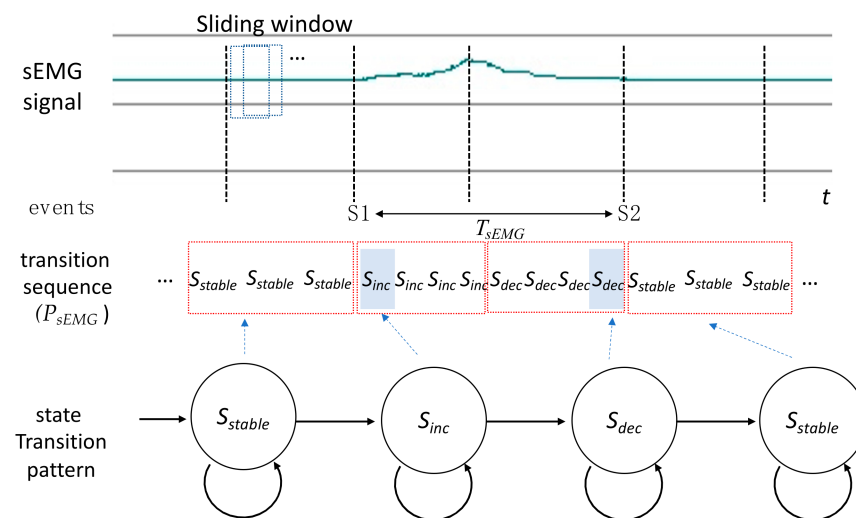 Sliding window
...
sEMG
signal
t
events
S1
S2
T_sEMG
transition
sequence
(P_sEMG)
... S_stable S_stable S_stable S_inc S_inc S_inc S_inc S_dec S_dec S_dec S_dec S_stable S_stable S_stable ...
state
Transition
pattern
S_stable
S_inc
S_dec
S_stable